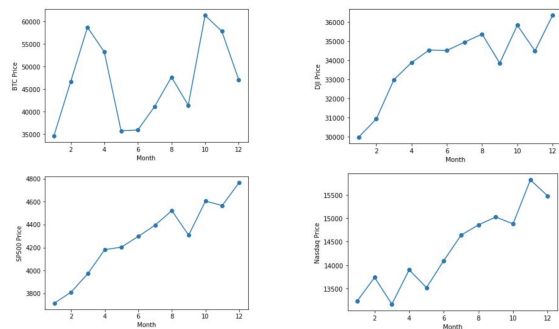 BTC Price
60000
55000
50000
45000
40000
35000
2 4 6 8 10 12
Month
DJI Price
36000
35000
34000
33000
32000
31000
30000
2 4 6 8 10 12
Month
SP500 Price
4800
4600
4400
4200
4000
3800
2 4 6 8 10 12
Month
Nasdaq Price
15500
15000
14500
14000
13500
2 4 6 8 10 12
Month